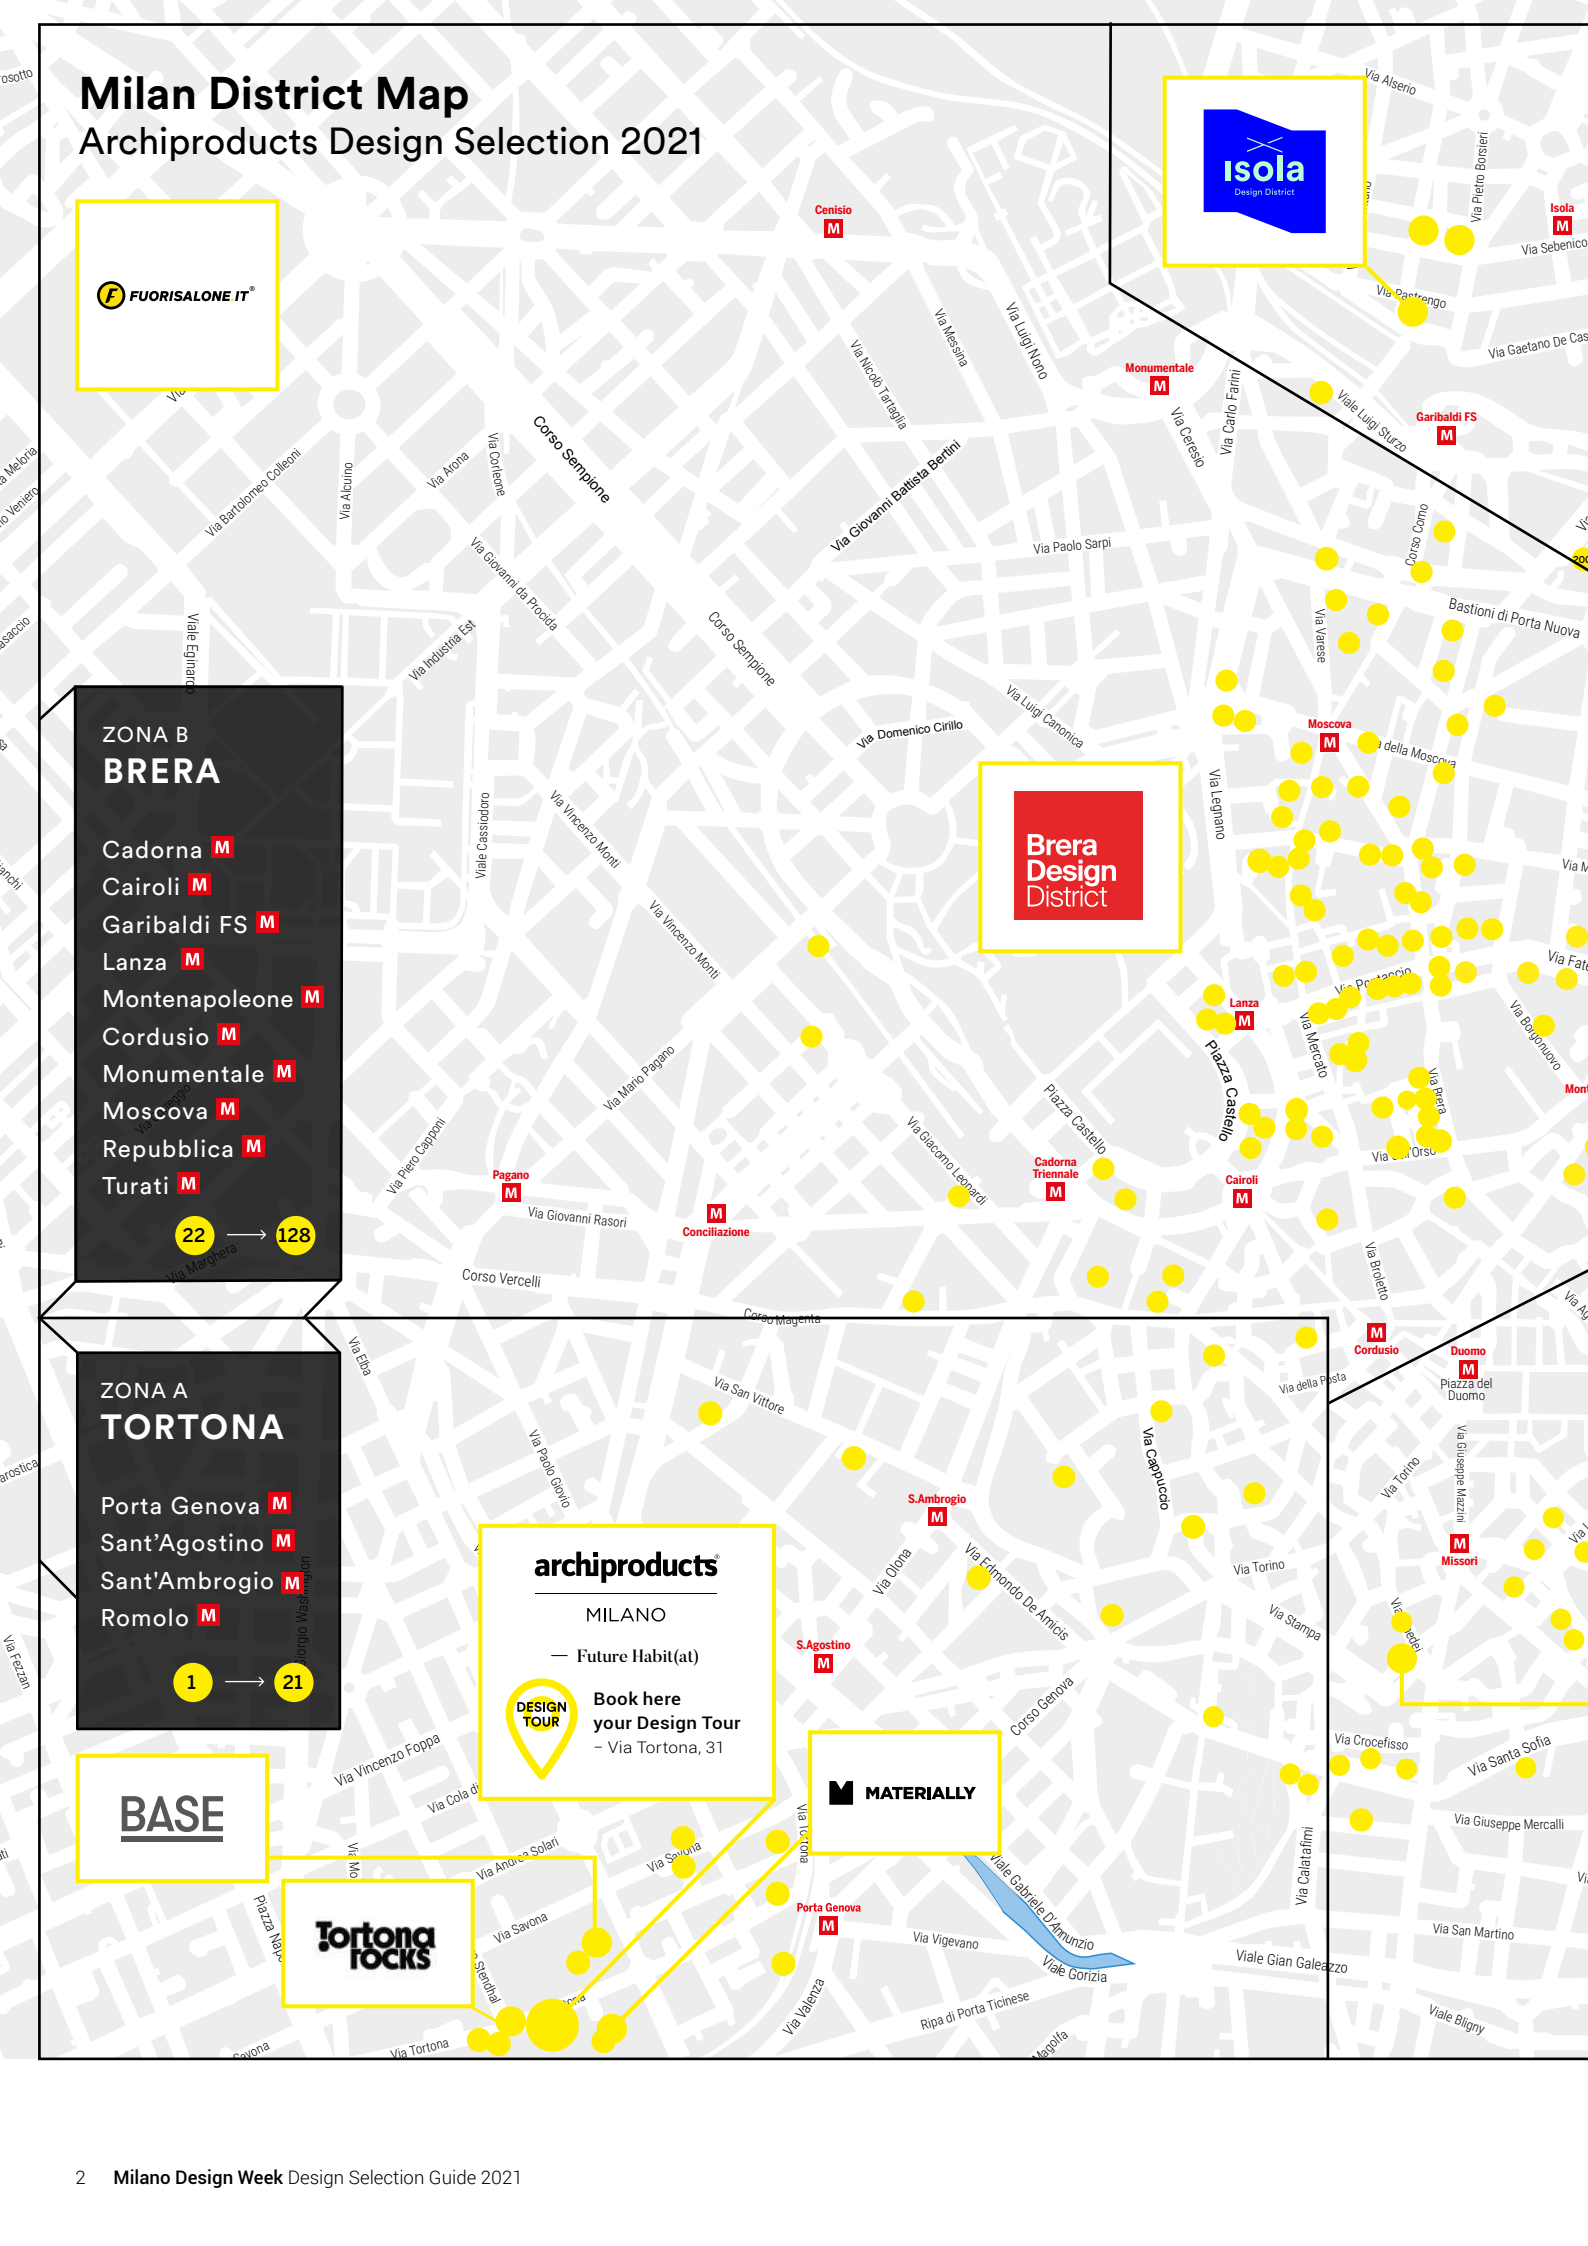 Milan District Map
Archiproducts Design Selection 2021
F FUORISALONE.IT®
Isola
Design District
Via Alserio
Via Pietro Borsieri
Isola
M
Via Sebenico
Via Pastrengo
Via Gaetano De Cas
Cenisio
M
Via Messina
Via Luigi Nono
Via Nicolò Tartaglia
Monumentale
M
Via Carlo Farini
Via Ceresio
Viale Luigi Sturzo
Garibaldi FS
M
Via
Corso Sempione
Via Corleone
Via Arona
Via Alcuino
Via Bartolomeo Colleoni
Via Giovanni Battista Bertini
Via Paolo Sarpi
Corso Como
Via Giovanni da Procida
Via Industria Est
Viale Eginardo
Corso Sempione
Via Varese
Bastioni di Porta Nuova
Via Luigi Canonica
Via Domenico Cirillo
Moscova
M
a della Moscova
Via Legnano
ZONA B
BRERA
Cadorna M
Cairoli M
Garibaldi FS M
Lanza M
Montenapoleone M
Cordusio M
Monumentale M
Moscova M
Repubblica M
Turati M
22 → 128
Via Marghera
Viale Cassiodoro
Via Vincenzo Monti
Via Vincenzo Monti
Brera
Design
District
Via M
Via Fate
Via Borgonuovo
Lanza
M
Via Mercato
Piazza Castello
Via Brera
Mont
Via Mario Pagano
Via Piero Capponi
Piazza Castello
Via Giacomo Leopardi
Pagano
M
Via Giovanni Rasori
M
Conciliazione
Cadorna
Triennale
M
Cairoli
M
Via Broletto
Corso Vercelli
Corso Magenta
M
Cordusio
Duomo
M
Piazza del
Duomo
Via della Posta
Via Elba
Via San Vittore
Via Paolo Giovio
Via Cappuccio
Via Giuseppe Mazzini
Via Torino
ZONA A
TORTONA
Porta Genova M
Sant’Agostino M
Sant'Ambrogio M
Romolo M
1 → 21
S.Ambrogio
M
Via Olona
Via Edmondo De Amicis
Via Torino
Via Stampa
M
Missori
Via Fezzan
archiproducts®
MILANO
— Future Habit(at)
DESIGN
TOUR
Book here
your Design Tour
– Via Tortona, 31
S.Agostino
M
Corso Genova
Via Crocefisso
Via Santa Sofia
Via Giuseppe Mercalli
Via Vincenzo Foppa
Via Cola di
MATERIALLY
BASE
Via Andrea Solari
Via Savona
Via Tortona
Via Calatafimi
Viale Gabriele D'Annunzio
Tortona
rocks
Via Savona
Porta Genova
M
Via Vigevano
Viale Gorizia
Viale Gian Galeazzo
Via San Martino
Via Valenza
Ripa di Porta Ticinese
Viale Bligny
Via Tortona
2 Milano Design Week Design Selection Guide 2021